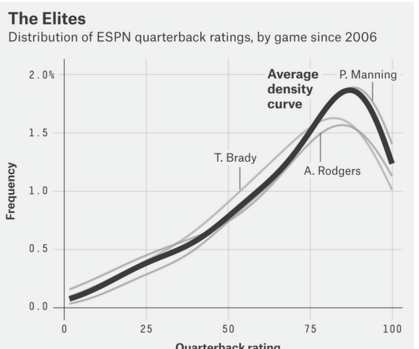 The Elites
Distribution of ESPN quarterback ratings, by game since 2006
2.0%
Average
density
curve
P. Manning
1.5
T. Brady
A. Rodgers
1.0
Frequency
0.5
0.0
0
25
50
75
100
Quarterback rating